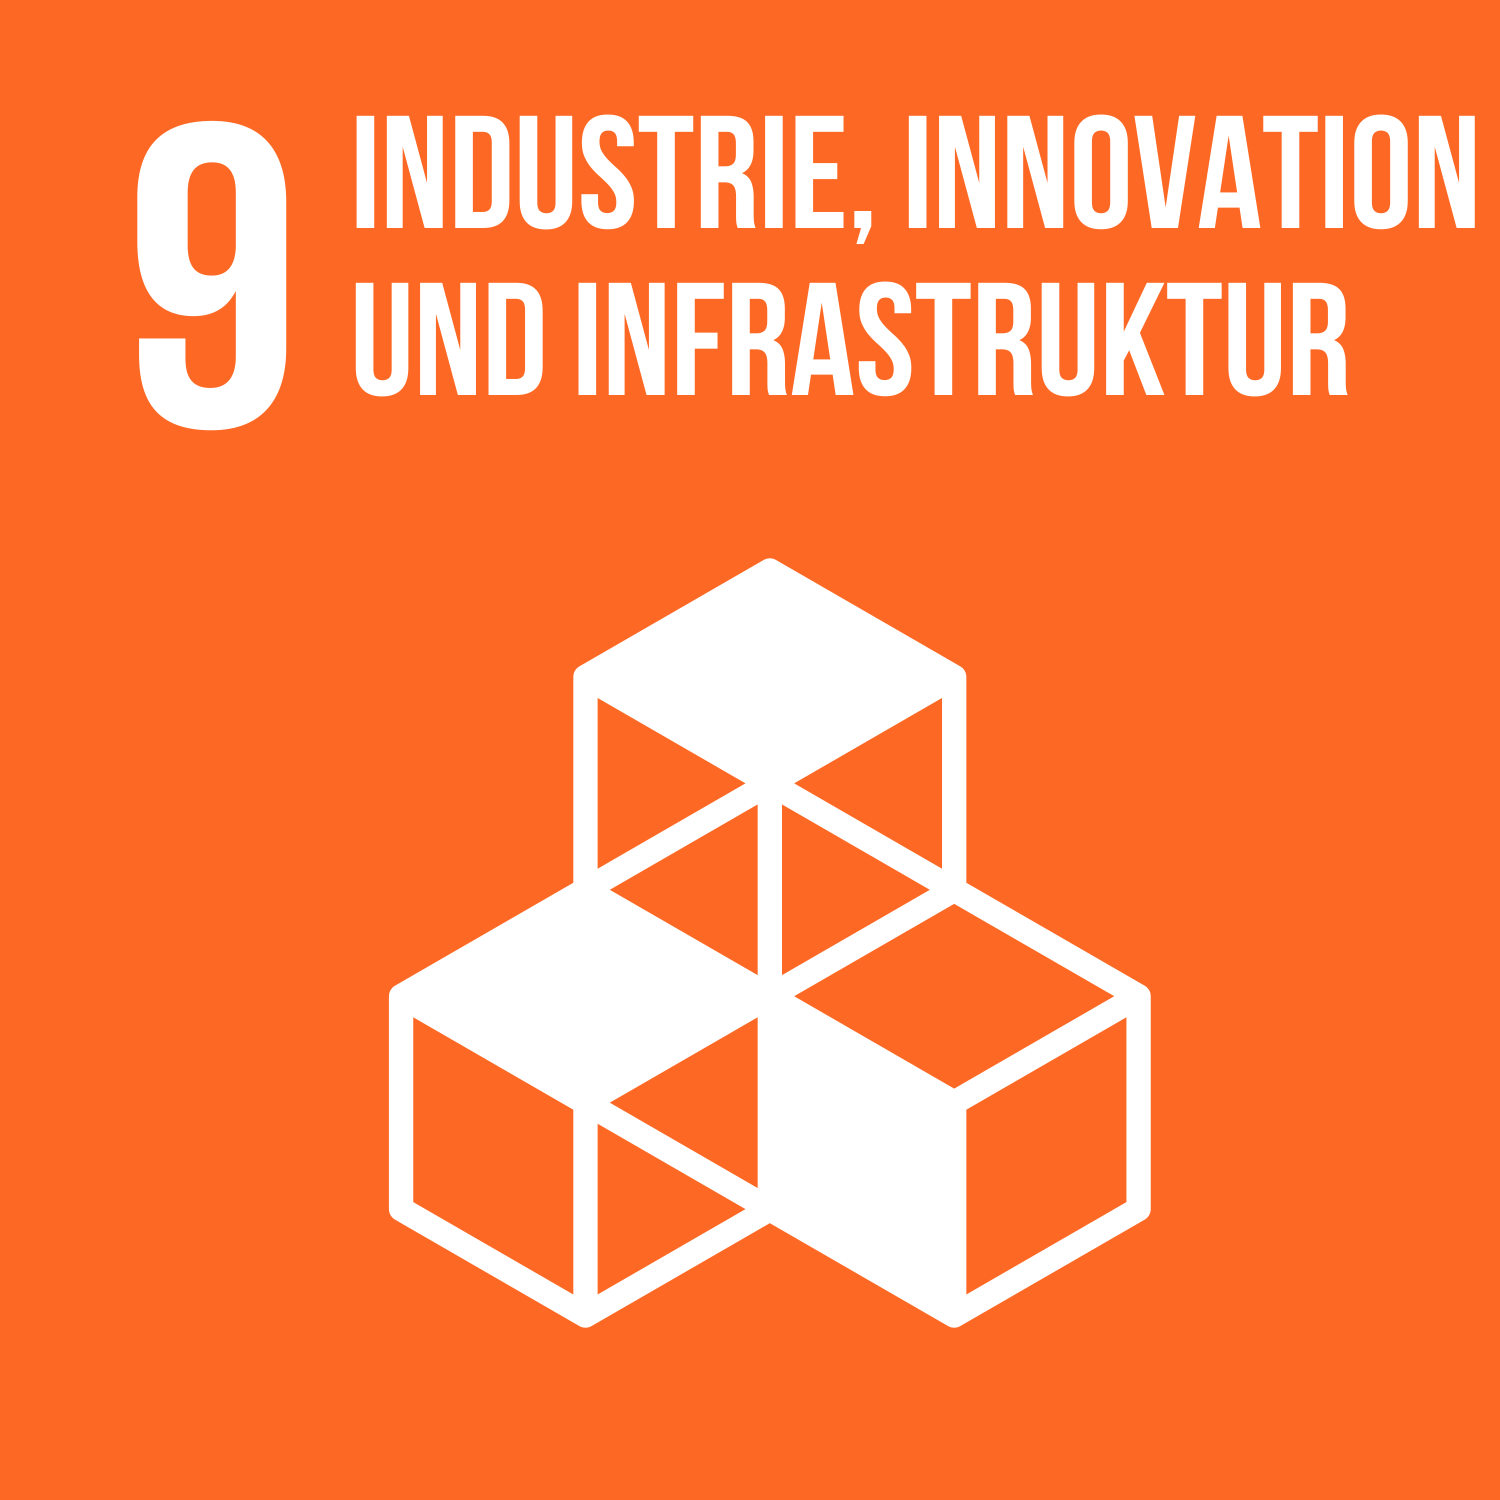 9
INDUSTRIE, INNOVATION
UND INFRASTRUKTUR